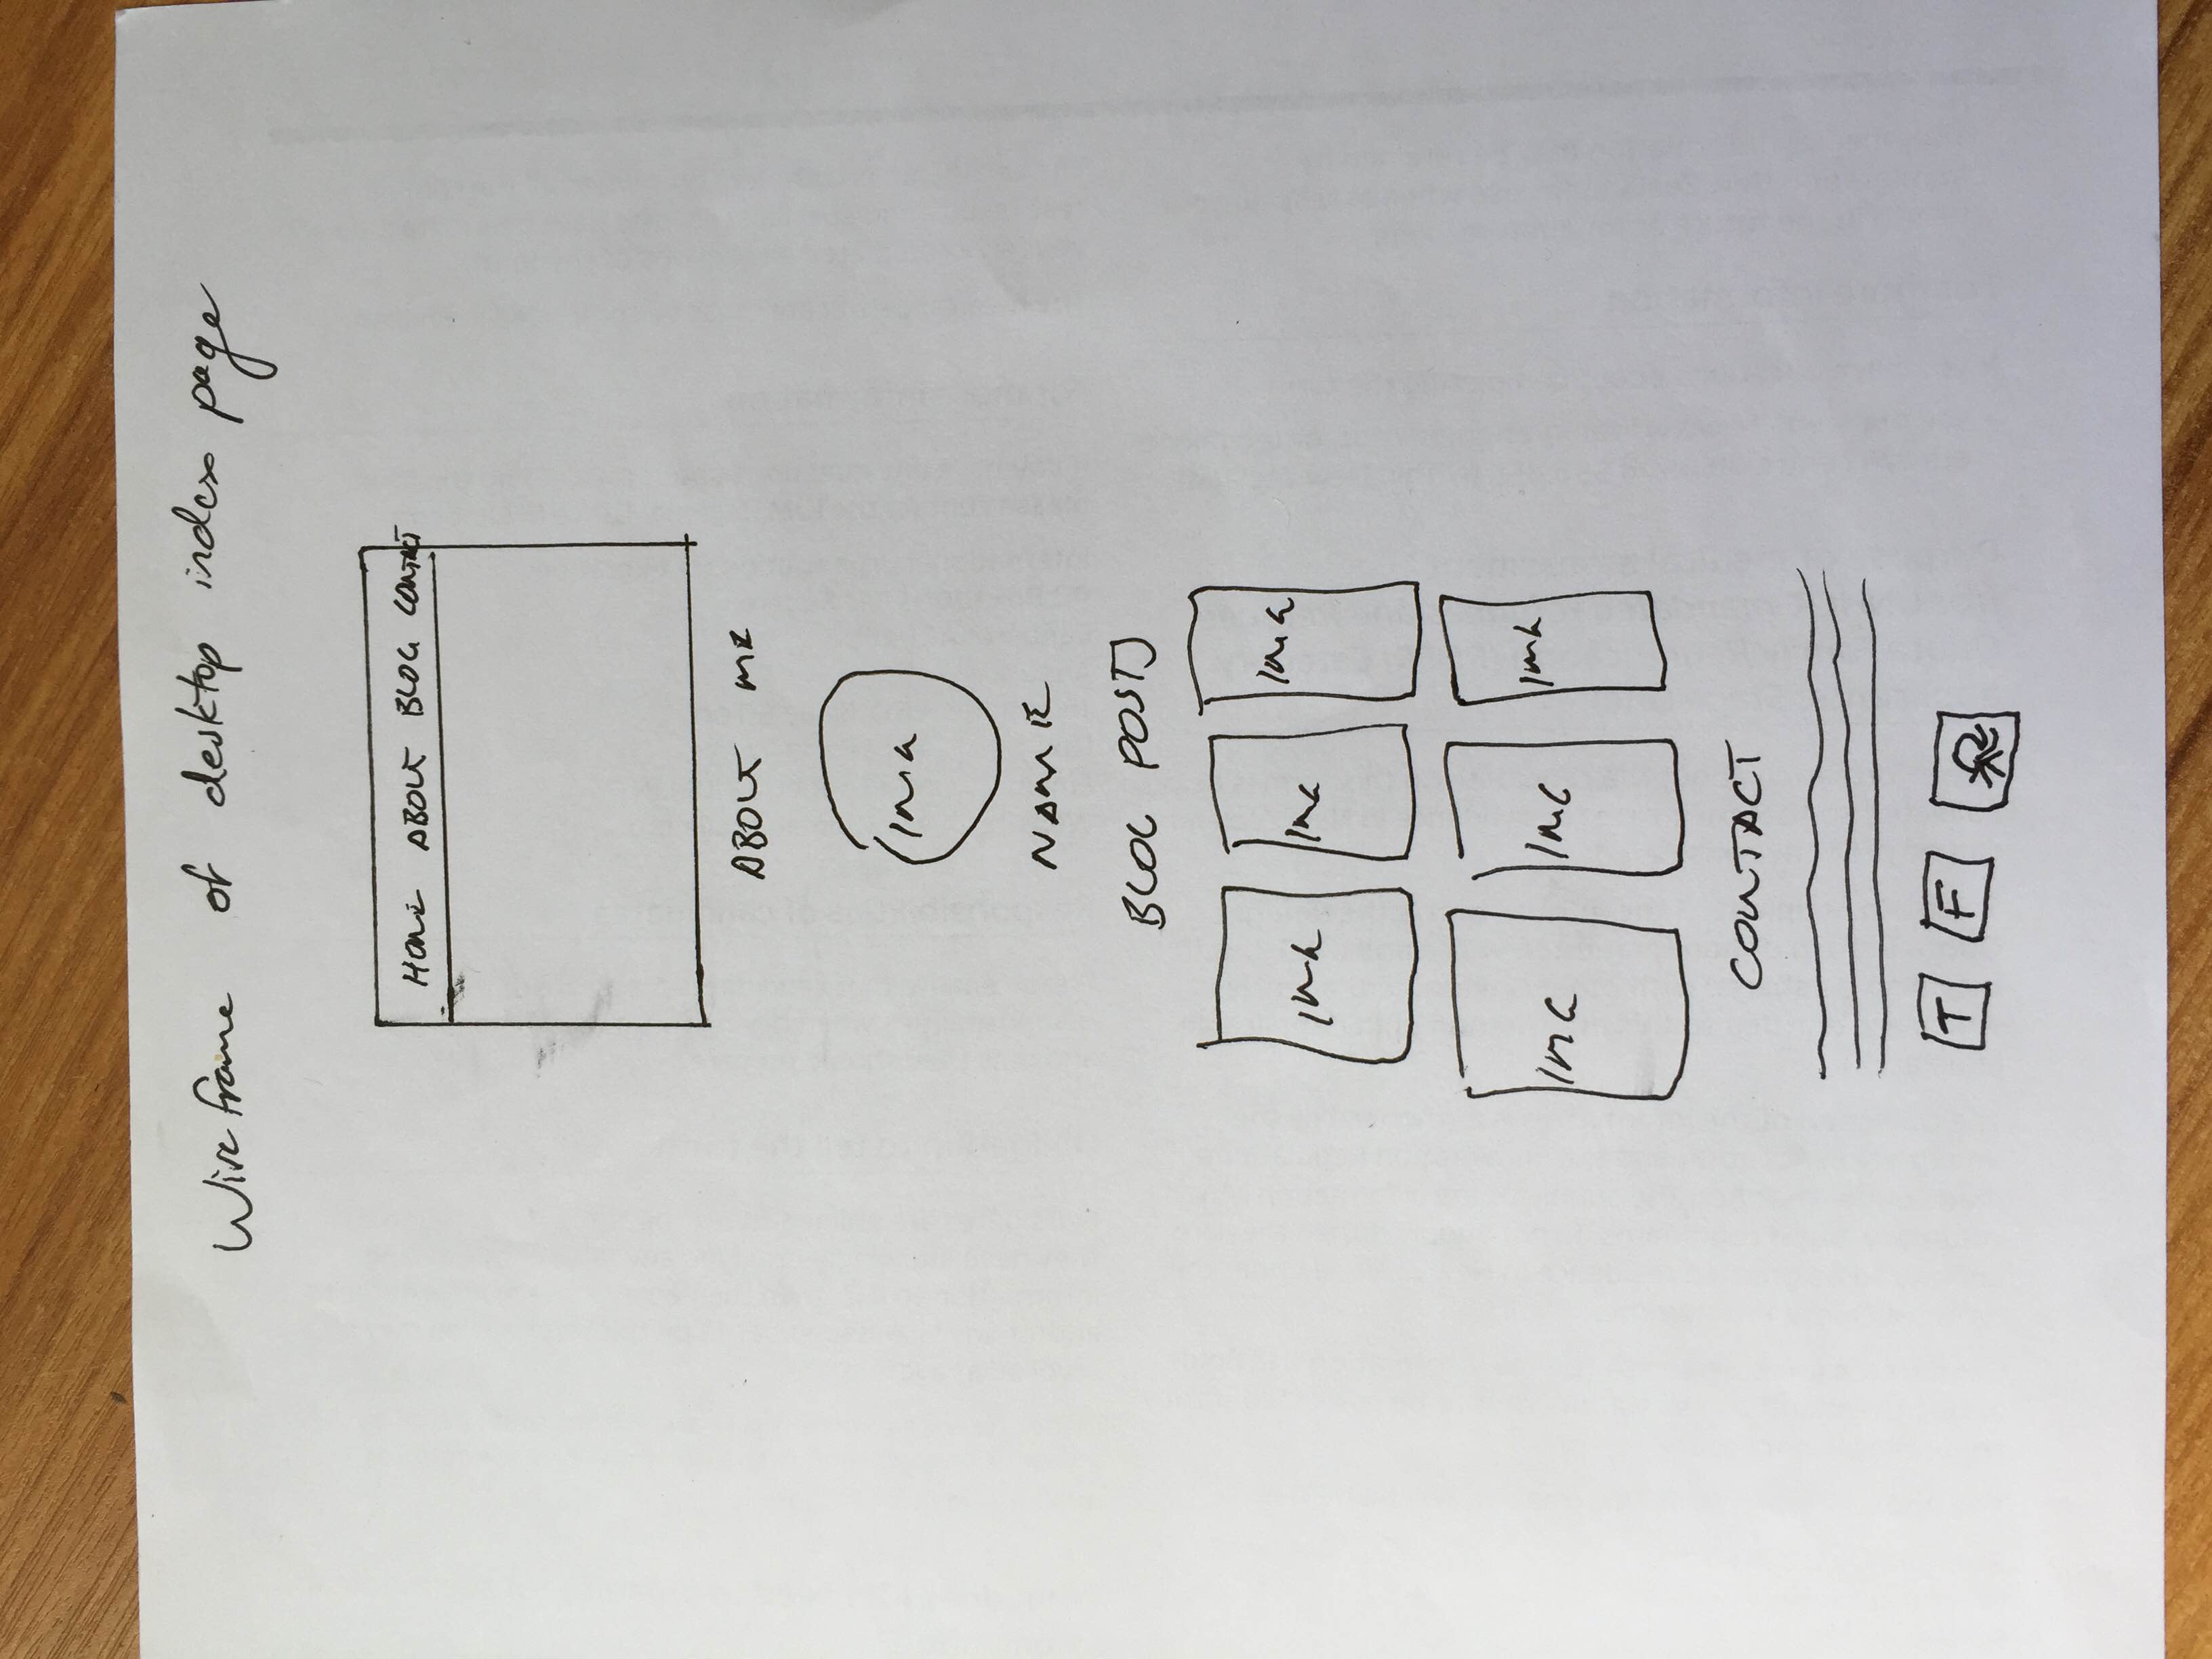 Wireframe of desktop index page
HOME ABOUT BLOG CONTACT
ABOUT ME
IMG
NAME
BLOG POSTS
IMG IMG IMG
IMG IMG IMG
CONTACT
T F